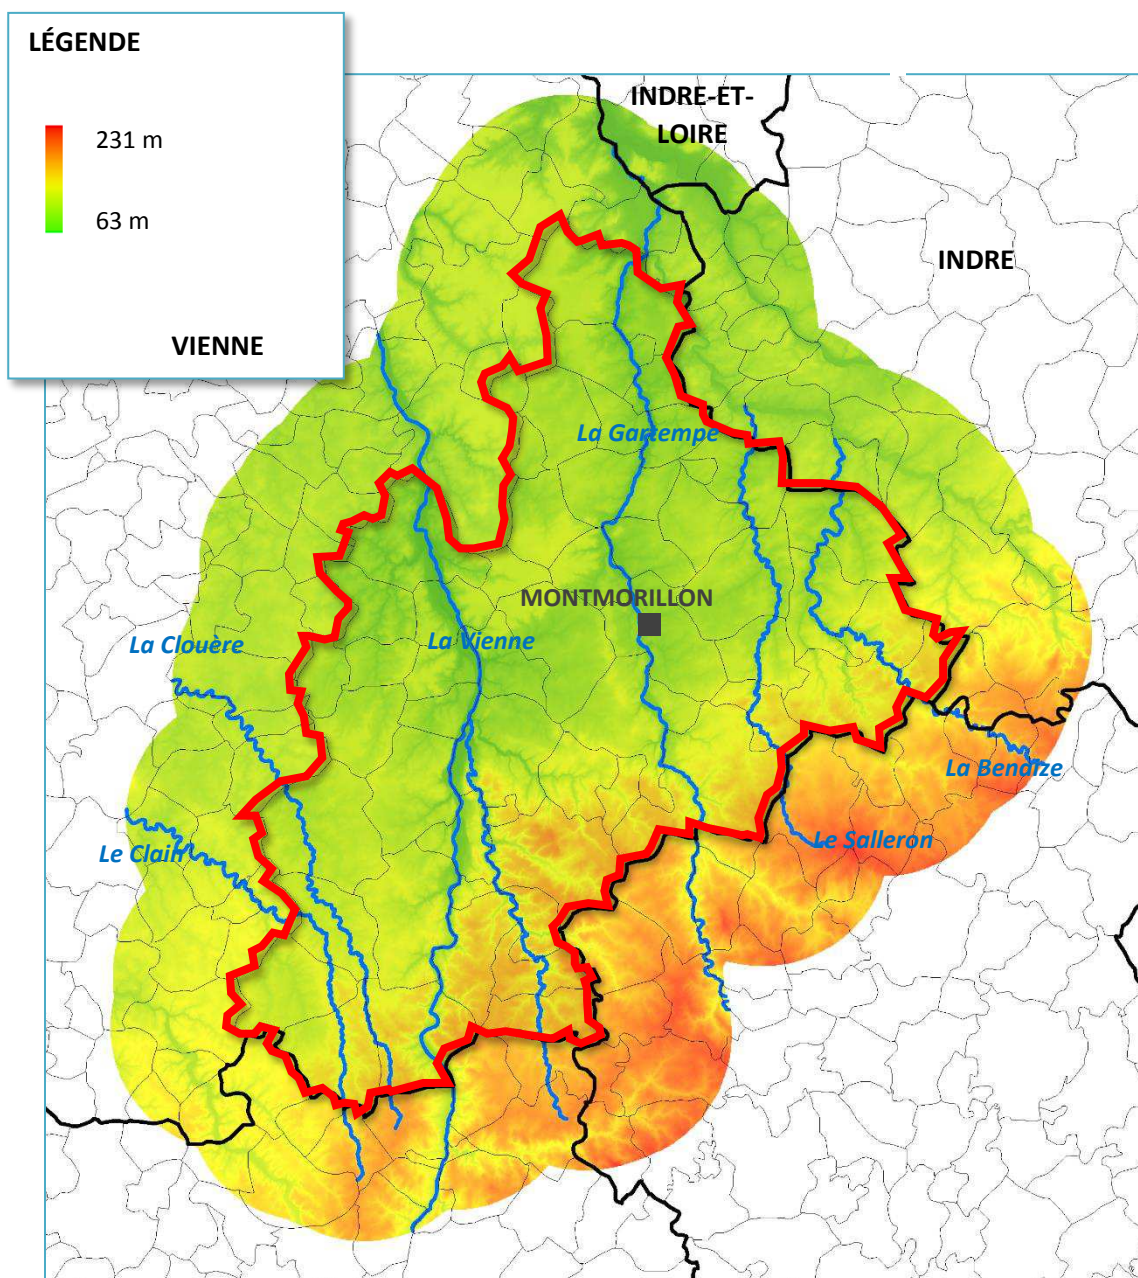 LÉGENDE
231 m
63 m
VIENNE
INDRE-ET-
LOIRE
INDRE
La Gartempe
MONTMORILLON
La Clouère
La Vienne
La Benaize
Le Clain
Le Salleron